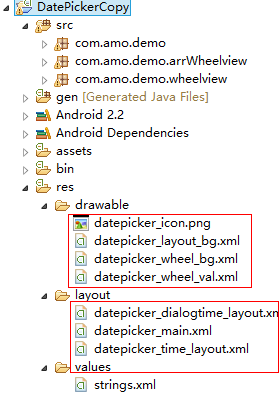 DatePickerCopy
src
com.amo.demo
com.amo.demo.arrWheelview
com.amo.demo.wheelview
gen [Generated Java Files]
Android 2.2
Android Dependencies
assets
bin
res
drawable
datepicker_icon.png
datepicker_layout_bg.xml
datepicker_wheel_bg.xml
datepicker_wheel_val.xml
layout
datepicker_dialogtime_layout.xm
datepicker_main.xml
datepicker_time_layout.xml
values
strings.xml